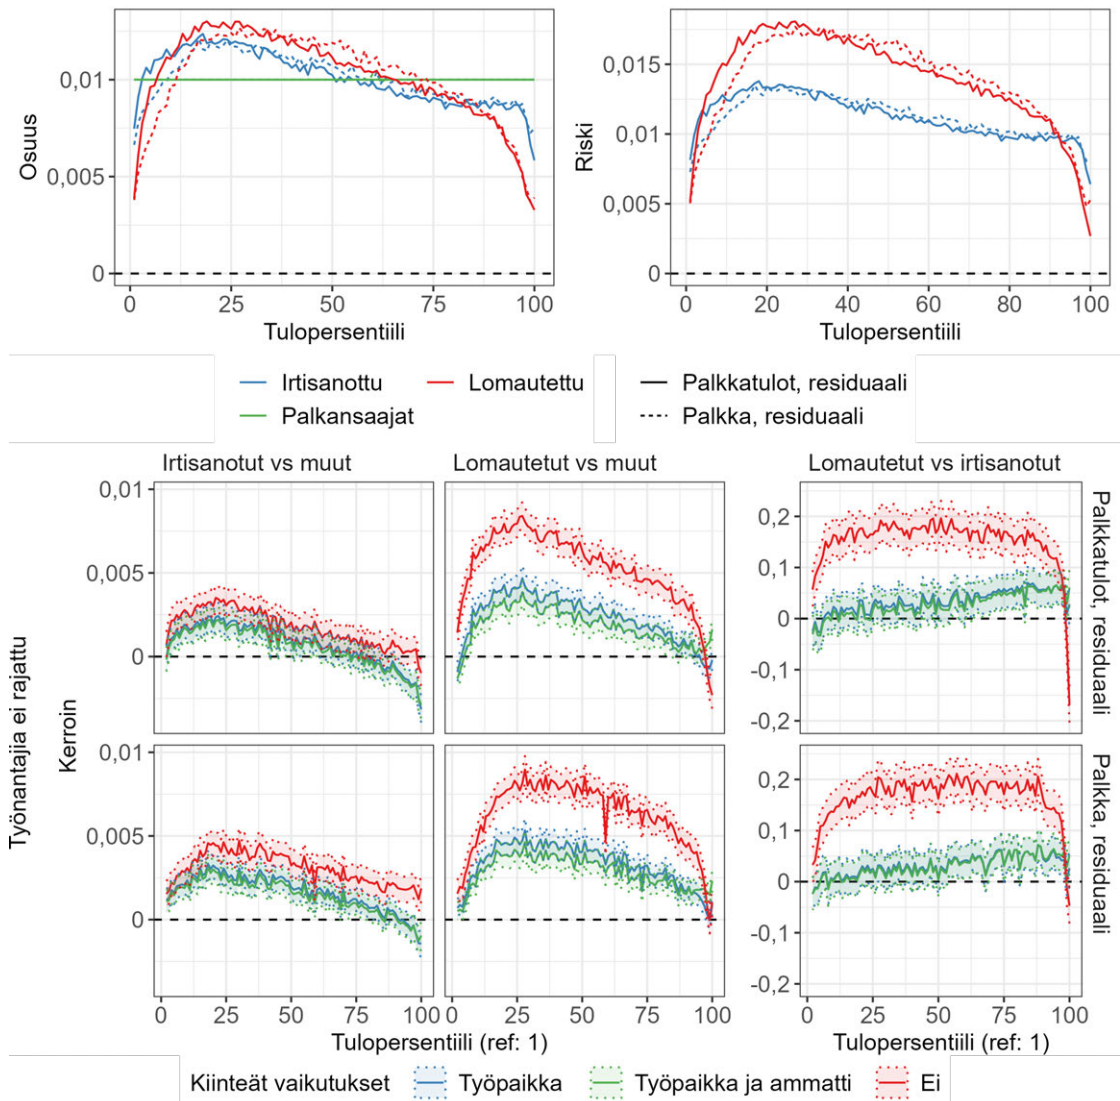 Osuus
0,01
0,005
0
0 25 50 75 100
Tulopersentiili
Riski
0,015
0,01
0,005
0
0 20 40 60 80 100
Tulopersentiili
Irtisanottu
Lomautettu
Palkansaajat
Palkkatulot, residuaali
Palkka, residuaali
Irtisanotut vs muut
Lomautetut vs muut
Lomautetut vs irtisanotut
Työnantajia ei rajattu
Kerroin
0,01
0,005
0
0,2
0,1
0
-0,1
-0,2
Palkkatulot, residuaali
0,01
0,005
0
0,2
0,1
0
-0,1
-0,2
Palkka, residuaali
0 25 50 75 100
0 25 50 75 100
0 25 50 75 100
Tulopersentiili (ref: 1)
Tulopersentiili (ref: 1)
Kiinteät vaikutukset
Työpaikka
Työpaikka ja ammatti
Ei